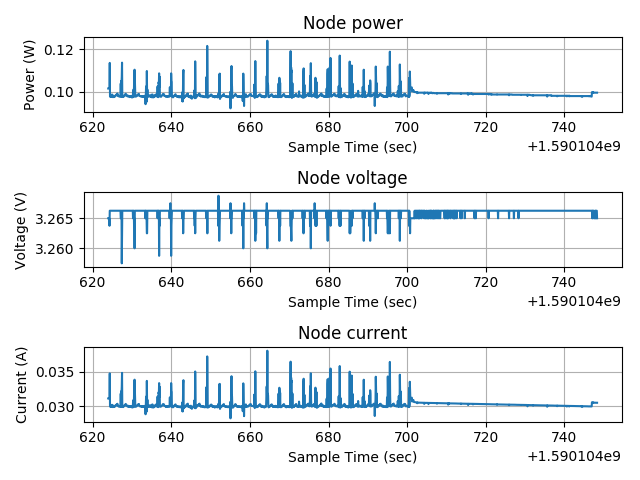 Node power
Power (W)
0.12
0.10
620 640 660 680 700 720 740
Sample Time (sec)
+1.590104e9
Node voltage
Voltage (V)
3.265
3.260
620 640 660 680 700 720 740
Sample Time (sec)
+1.590104e9
Node current
Current (A)
0.035
0.030
620 640 660 680 700 720 740
Sample Time (sec)
+1.590104e9